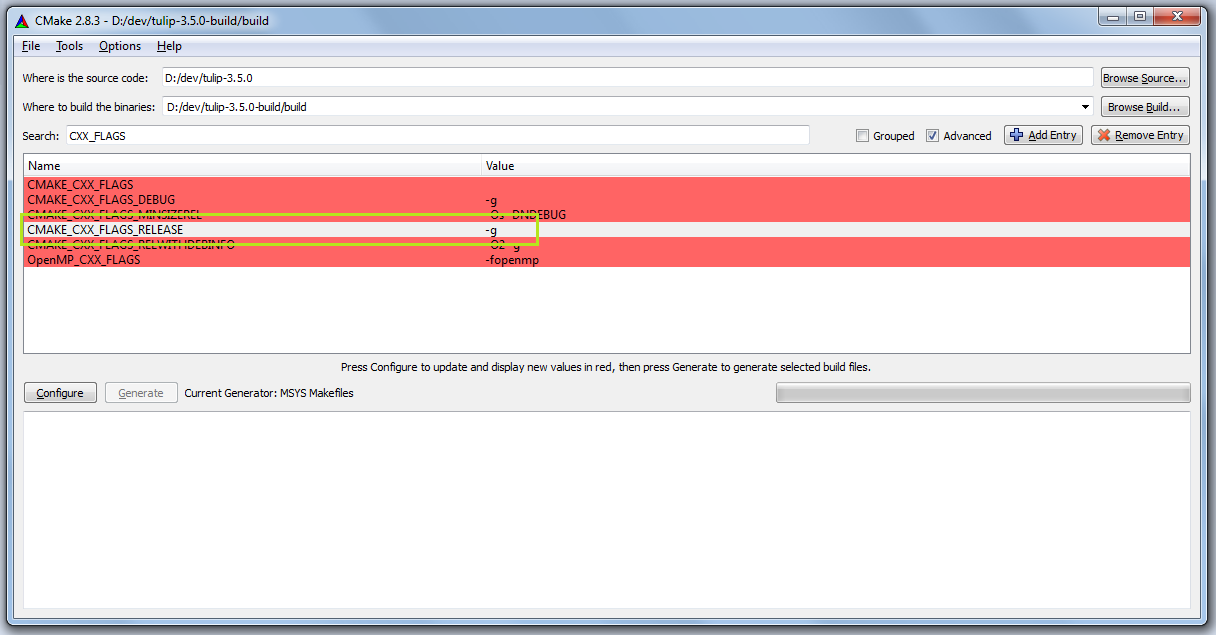 CMake 2.8.3 - D:/dev/tulip-3.5.0-build/build
File Tools Options Help
Where is the source code: D:/dev/tulip-3.5.0 Browse Source...
Where to build the binaries: D:/dev/tulip-3.5.0-build/build Browse Build...
Search: CXX_FLAGS Grouped Advanced Add Entry Remove Entry
Name Value
CMAKE_CXX_FLAGS
CMAKE_CXX_FLAGS_DEBUG -g
CMAKE_CXX_FLAGS_MINSIZEREL -Os -DNDEBUG
CMAKE_CXX_FLAGS_RELEASE -g
CMAKE_CXX_FLAGS_RELWITHDEBINFO -O2 -g
OpenMP_CXX_FLAGS -fopenmp
Press Configure to update and display new values in red, then press Generate to generate selected build files.
Configure Generate Current Generator: MSYS Makefiles